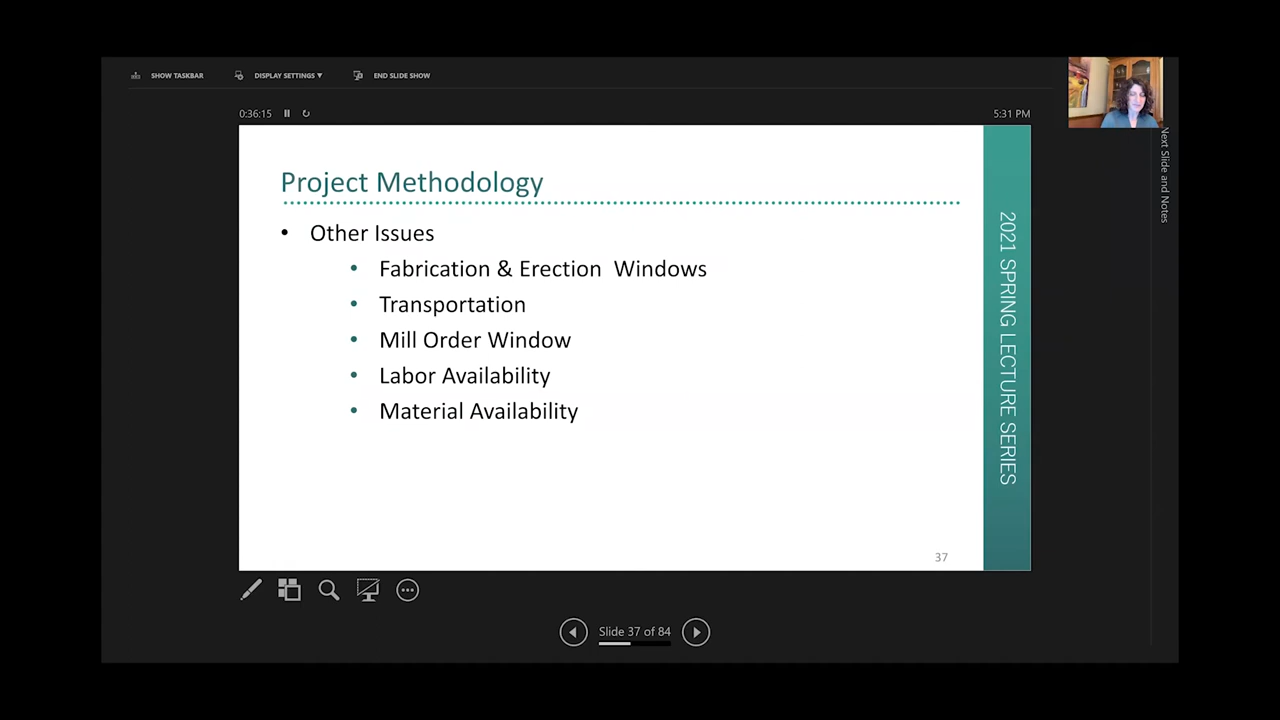 SHOW TASKBAR
DISPLAY SETTINGS ▼
END SLIDE SHOW
0:36:15
5:31 PM
Next Slide and Notes
Project Methodology
• Other Issues
• Fabrication & Erection  Windows
• Transportation
• Mill Order Window
• Labor Availability
• Material Availability
2021 SPRING LECTURE SERIES
37
Slide 37 of 84